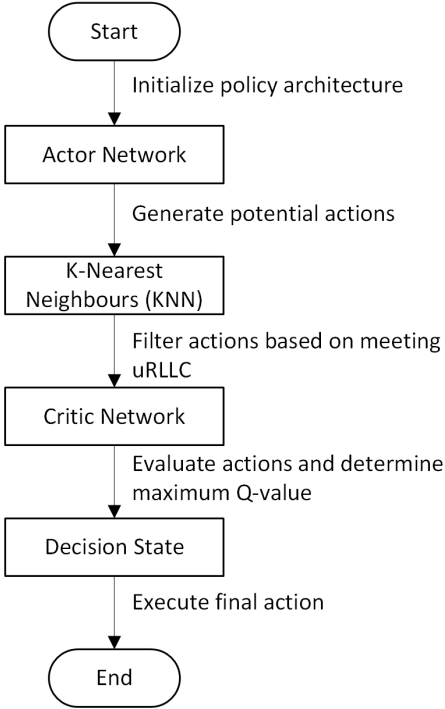 Start
Initialize policy architecture
Actor Network
Generate potential actions
K-Nearest
Neighbours (KNN)
Filter actions based on meeting
uRLLC
Critic Network
Evaluate actions and determine
maximum Q-value
Decision State
Execute final action
End